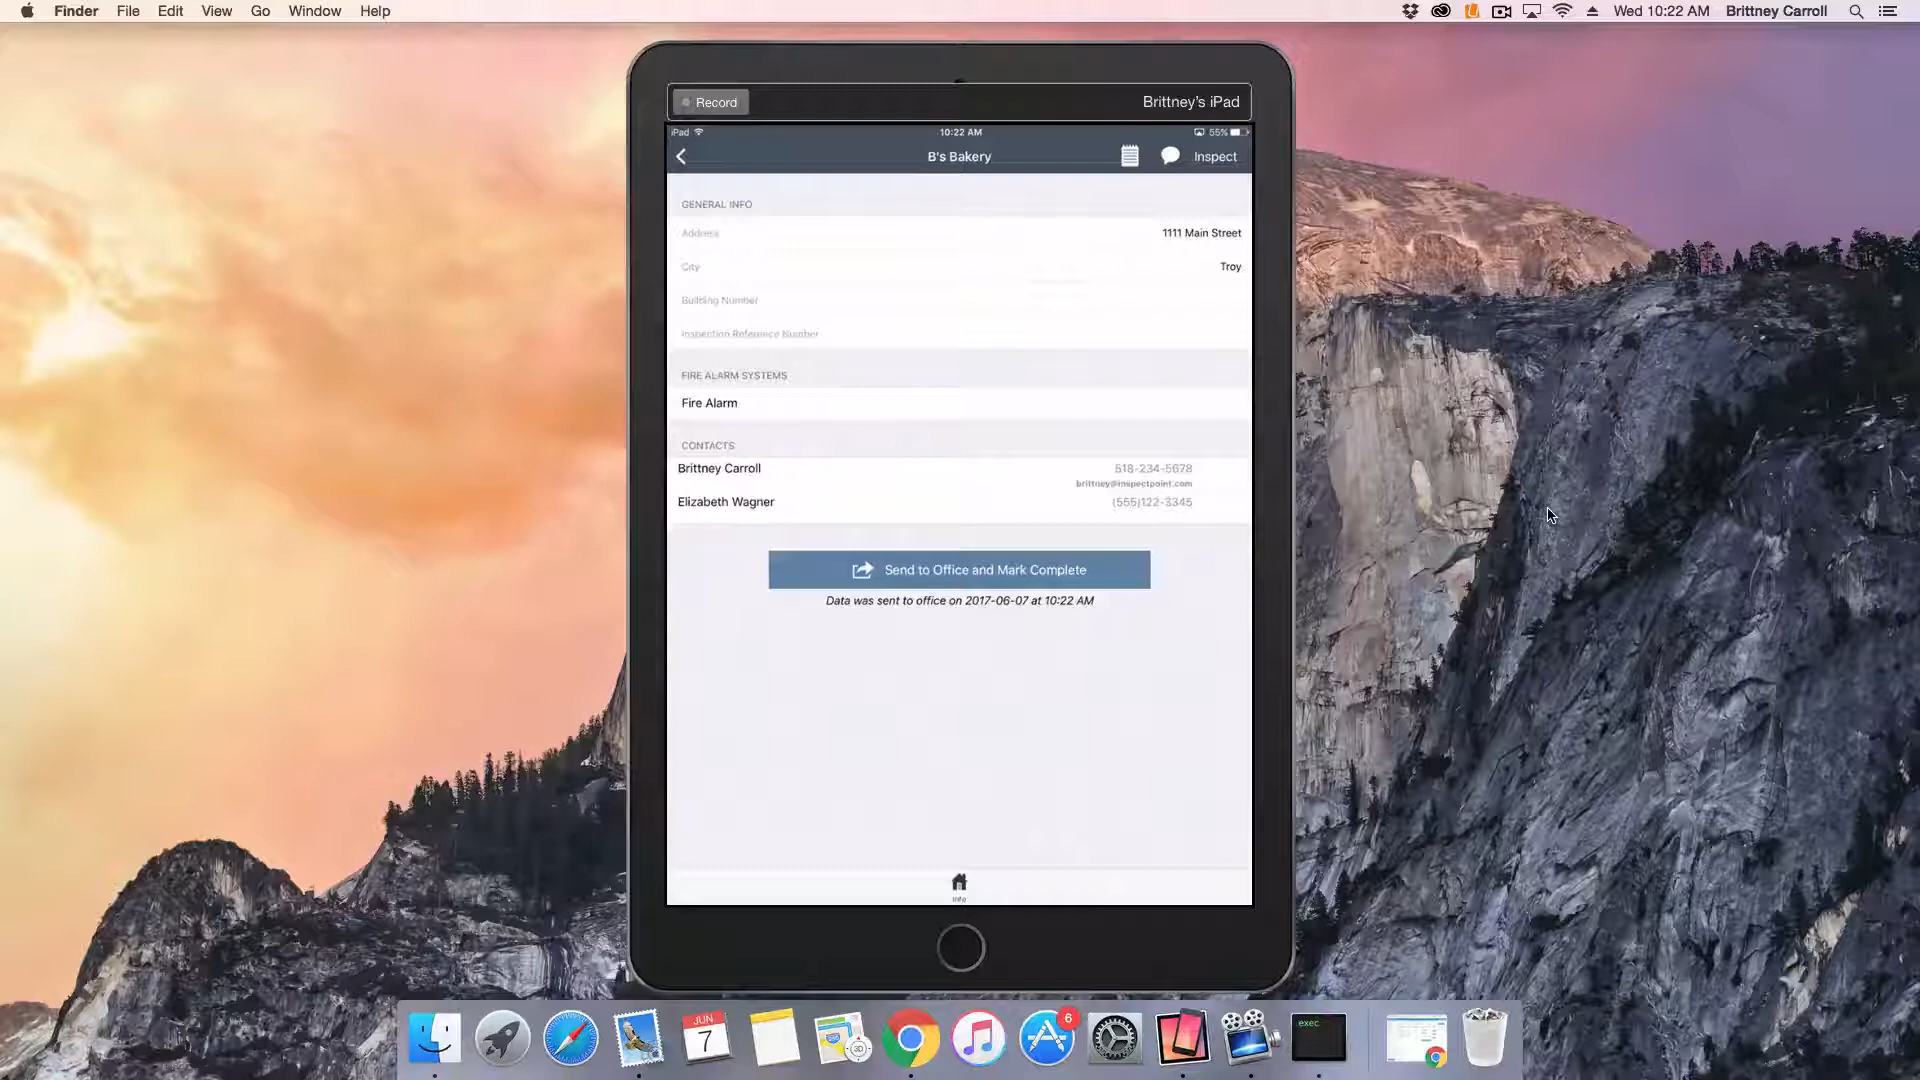 Finder File Edit View Go Window Help Wed 10:22 AM Brittney Carroll
Record Brittney's iPad
iPad 10:22 AM 55%
B's Bakery Inspect
GENERAL INFO
Address 1111 Main Street
City Troy
Building Number
Inspection Reference Number
FIRE ALARM SYSTEMS
Fire Alarm
CONTACTS
Brittney Carroll 518-234-5678
brittney@inspectpoint.com
Elizabeth Wagner (555)122-3345
Send to Office and Mark Complete
Data was sent to office on 2017-06-07 at 10:22 AM
Info
JUN
7
3D
6
exec